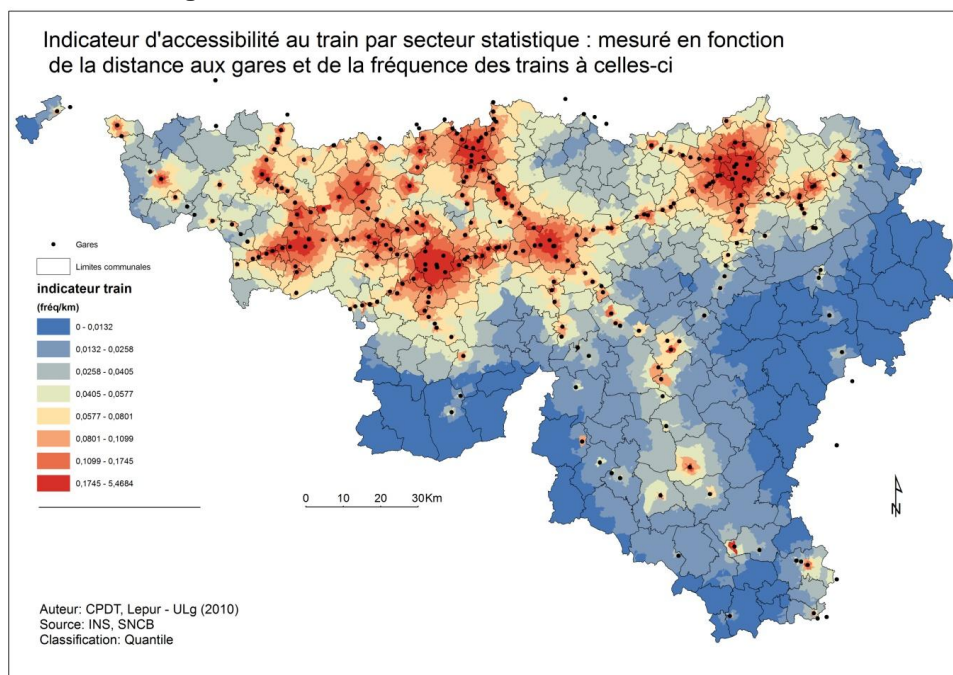 Indicateur d'accessibilité au train par secteur statistique : mesuré en fonction
de la distance aux gares et de la fréquence des trains à celles-ci
Gares
Limites communales
indicateur train
(fréq/km)
0 - 0,0132
0,0132 - 0,0258
0,0258 - 0,0405
0,0405 - 0,0577
0,0577 - 0,0801
0,0801 - 0,1099
0,1099 - 0,1745
0,1745 - 5,4684
0 10 20 30Km
N
Auteur: CPDT, Lepur - ULg (2010)
Source: INS, SNCB
Classification: Quantile